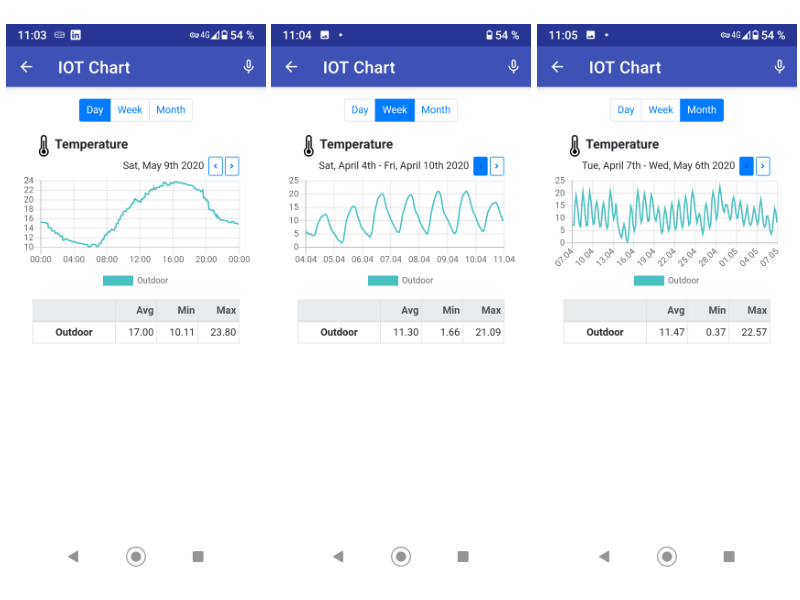 11:03 in 4G 54 %
IOT Chart
Day Week Month
Temperature
Sat, May 9th 2020 < >
24
22
20
18
16
14
12
10
00:00 04:00 08:00 12:00 16:00 20:00 00:00
Outdoor
Avg Min Max
Outdoor 17.00 10.11 23.80
11:04 54 %
IOT Chart
Day Week Month
Temperature
Sat, April 4th - Fri, April 10th 2020 < >
25
20
15
10
5
0
04.04 05.04 06.04 07.04 08.04 09.04 10.04 11.04
Outdoor
Avg Min Max
Outdoor 11.30 1.66 21.09
11:05 4G 54 %
IOT Chart
Day Week Month
Temperature
Tue, April 7th - Wed, May 6th 2020 < >
25
20
15
10
5
0
07.04 10.04 13.04 16.04 19.04 22.04 25.04 28.04 01.05 04.05 07.05
Outdoor
Avg Min Max
Outdoor 11.47 0.37 22.57